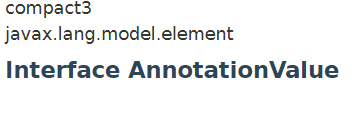 compact3
javax.lang.model.element
Interface AnnotationValue